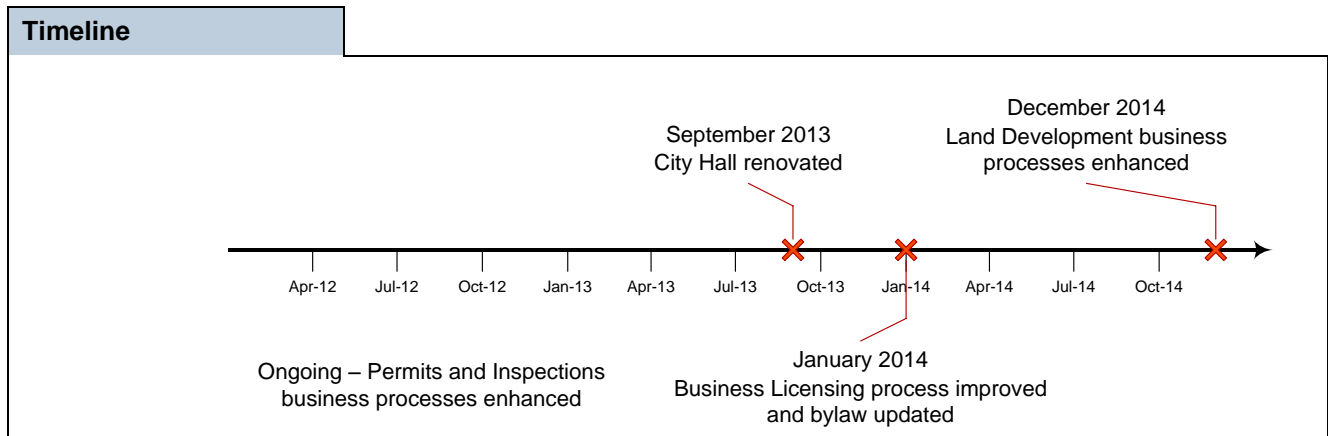 Timeline
December 2014
Land Development business
processes enhanced
September 2013
City Hall renovated
Apr-12 Jul-12 Oct-12 Jan-13 Apr-13 Jul-13 Oct-13 Jan-14 Apr-14 Jul-14 Oct-14
Ongoing – Permits and Inspections
business processes enhanced
January 2014
Business Licensing process improved
and bylaw updated